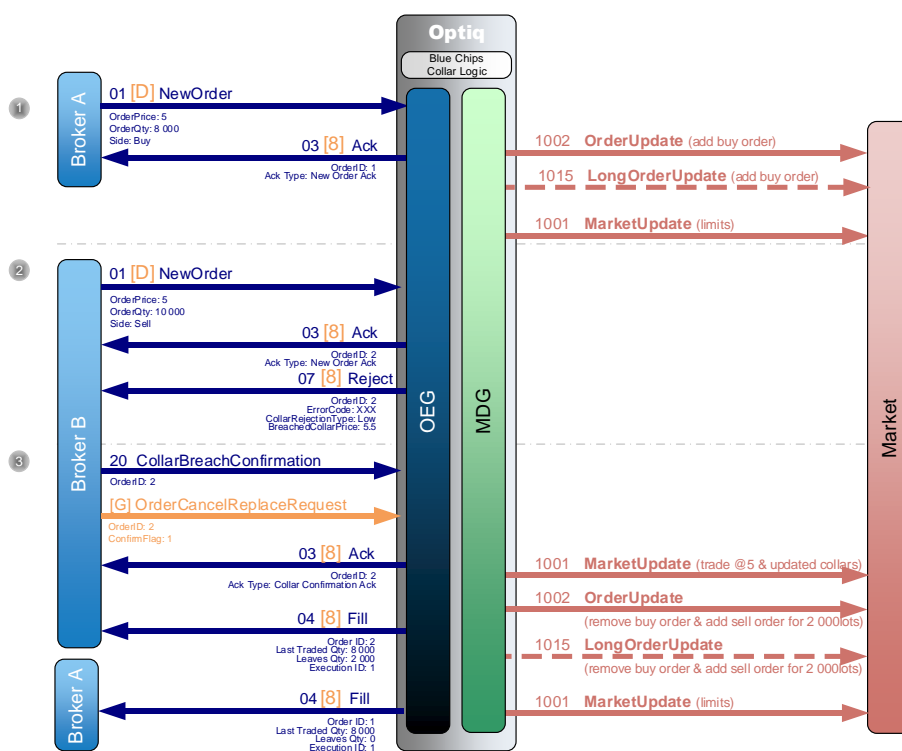 Optiq
Blue Chips
Collar Logic
1
Broker A
01 [D] NewOrder
OrderPrice: 5
OrderQty: 8 000
Side: Buy
03 [8] Ack
OrderID: 1
Ack Type: New Order Ack
1002 OrderUpdate (add buy order)
1015 LongOrderUpdate (add buy order)
1001 MarketUpdate (limits)
2
Broker B
01 [D] NewOrder
OrderPrice: 5
OrderQty: 10 000
Side: Sell
03 [8] Ack
OrderID: 2
Ack Type: New Order Ack
07 [8] Reject
OrderID: 2
ErrorCode: XXX
CollarRejectionType: Low
BreachedCollarPrice: 5.5
OEG
MDG
Market
3
20 CollarBreachConfirmation
OrderID: 2
[G] OrderCancelReplaceRequest
OrderID: 2
ConfirmFlag: 1
03 [8] Ack
OrderID: 2
Ack Type: Collar Confirmation Ack
1001 MarketUpdate (trade @5 & updated collars)
1002 OrderUpdate
(remove buy order & add sell order for 2 000lots)
04 [8] Fill
Order ID: 2
Last Traded Qty: 8 000
Leaves Qty: 2 000
Execution ID: 1
1015 LongOrderUpdate
(remove buy order & add sell order for 2 000lots)
Broker A
04 [8] Fill
Order ID: 1
Last Traded Qty: 8 000
Leaves Qty: 0
Execution ID: 1
1001 MarketUpdate (limits)